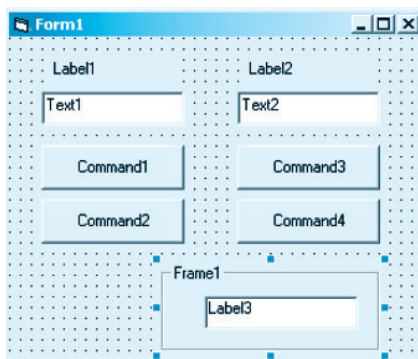 Form1
Label1 Label2
Text1 Text2
Command1 Command3
Command2 Command4
Frame1
Label3